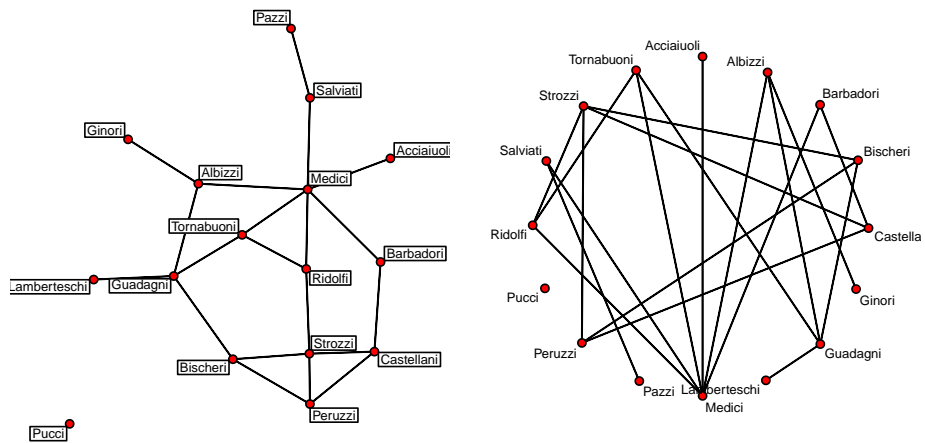 Pazzi
Salviati
Ginori
Acciaiuoli
Albizzi
Medici
Tornabuoni
Barbadori
Lamberteschi
Guadagni
Ridolfi
Strozzi
Bischeri
Castellani
Peruzzi
Pucci
Acciaiuoli
Tornabuoni
Albizzi
Strozzi
Barbadori
Salviati
Bischeri
Ridolfi
Castella
Pucci
Ginori
Peruzzi
Guadagni
Pazzi
Lamberteschi
Medici